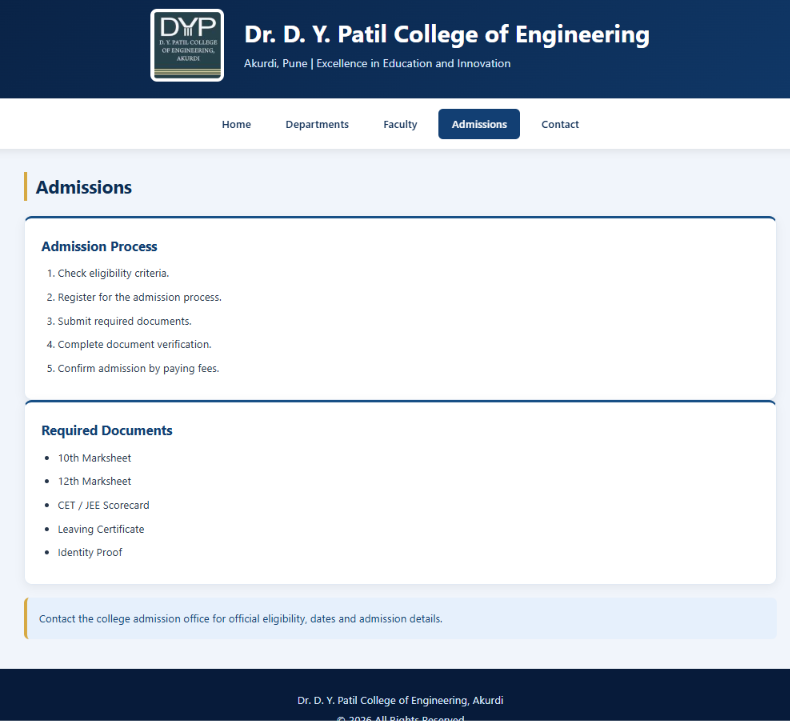 DYP
D. Y. PATIL COLLEGE
OF ENGINEERING,
AKURDI
Dr. D. Y. Patil College of Engineering
Akurdi, Pune | Excellence in Education and Innovation
Home Departments Faculty Admissions Contact
Admissions
Admission Process
1. Check eligibility criteria.
2. Register for the admission process.
3. Submit required documents.
4. Complete document verification.
5. Confirm admission by paying fees.
Required Documents
• 10th Marksheet
• 12th Marksheet
• CET / JEE Scorecard
• Leaving Certificate
• Identity Proof
Contact the college admission office for official eligibility, dates and admission details.
Dr. D. Y. Patil College of Engineering, Akurdi
© 2026 All Rights Reserved